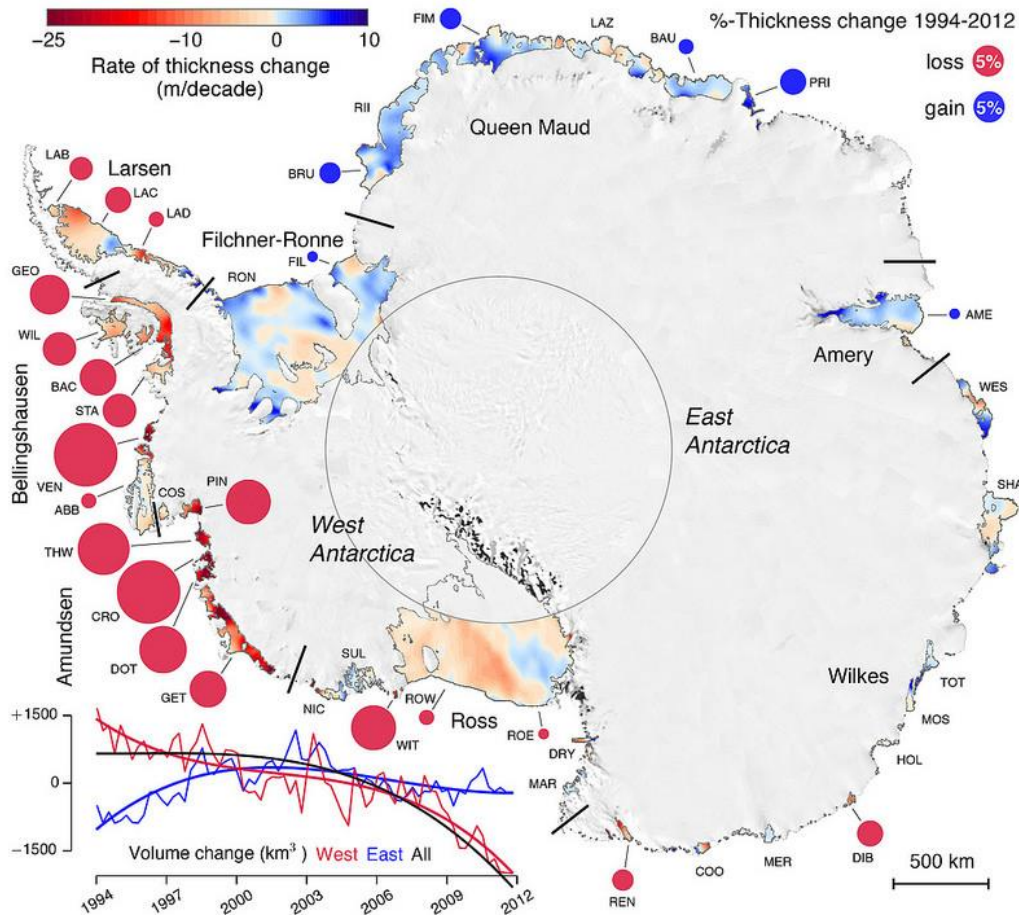 −25 −10 0 10
Rate of thickness change
(m/decade)
%-Thickness change 1994-2012
loss 5%
gain 5%
FIM
LAZ
BAU
PRI
RII
Queen Maud
BRU
LAB
Larsen
LAC
LAD
Filchner-Ronne
FIL
RON
GEO
WIL
BAC
STA
Bellingshausen
VEN
ABB
COS
PIN
THW
CRO
DOT
GET
Amundsen
AME
Amery
WES
East
Antarctica
West
Antarctica
SHA
SUL
NIC
WIT
ROW
Ross
ROE
DRY
MAR
Wilkes
TOT
MOS
HOL
DIB
MER
COO
REN
500 km
+1500
0
−1500
Volume change (km³) West East All
1994 1997 2000 2003 2006 2009 2012